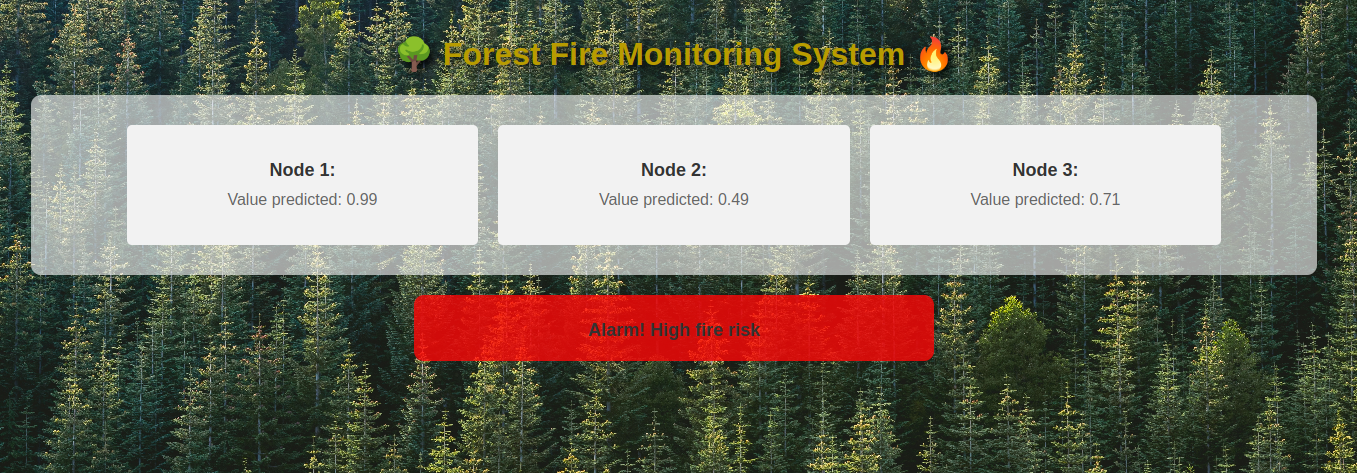 🌳 Forest Fire Monitoring System 🔥
Node 1:
Value predicted: 0.99
Node 2:
Value predicted: 0.49
Node 3:
Value predicted: 0.71
Alarm! High fire risk